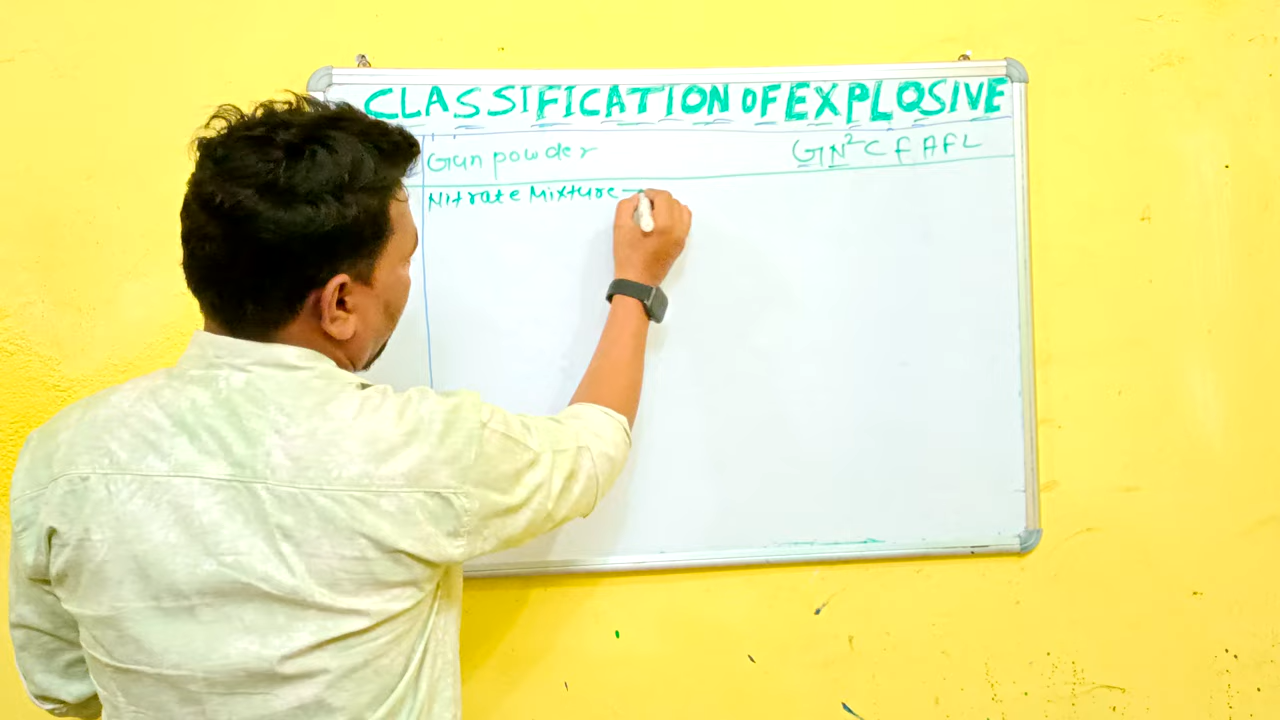 CLASSIFICATION OF EXPLOSIVE
Gun powder GN²CFAFL
Nitrate Mixture -